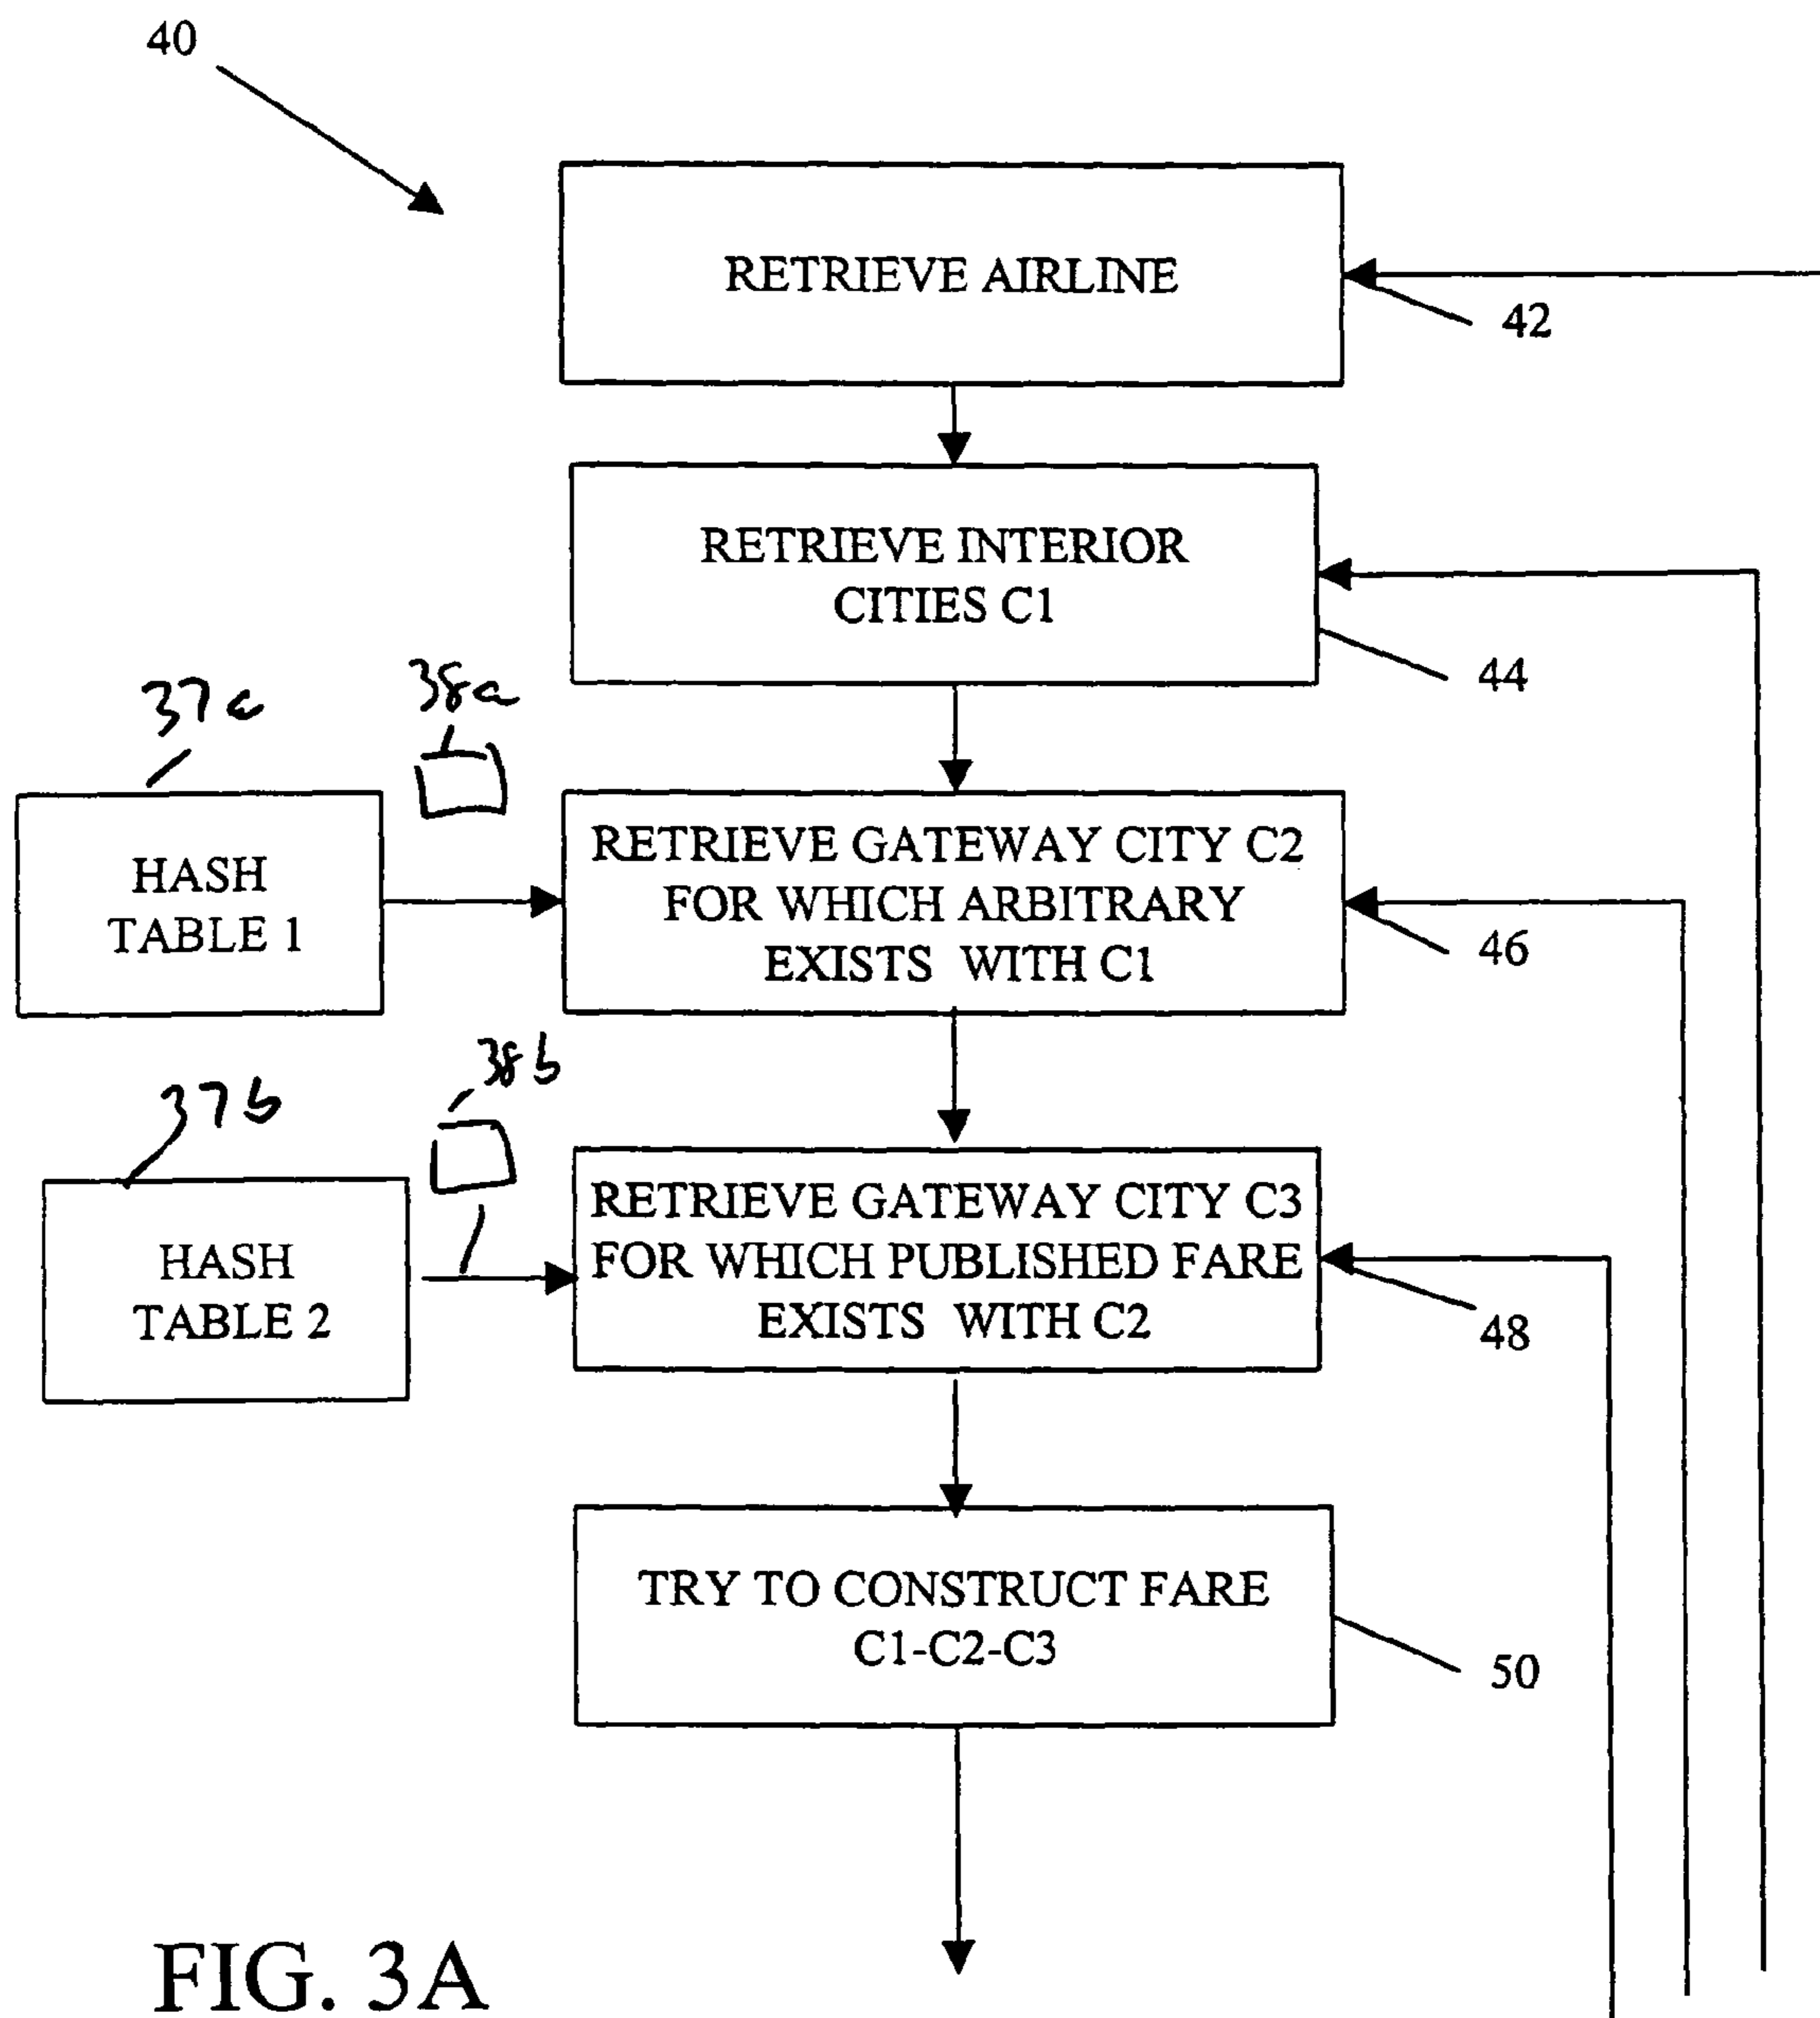 40
RETRIEVE AIRLINE
42
RETRIEVE INTERIOR
CITIES C1
44
37a
38a
HASH
TABLE 1
RETRIEVE GATEWAY CITY C2
FOR WHICH ARBITRARY
EXISTS WITH C1
46
37b
38b
HASH
TABLE 2
RETRIEVE GATEWAY CITY C3
FOR WHICH PUBLISHED FARE
EXISTS WITH C2
48
TRY TO CONSTRUCT FARE
C1-C2-C3
50
FIG. 3A